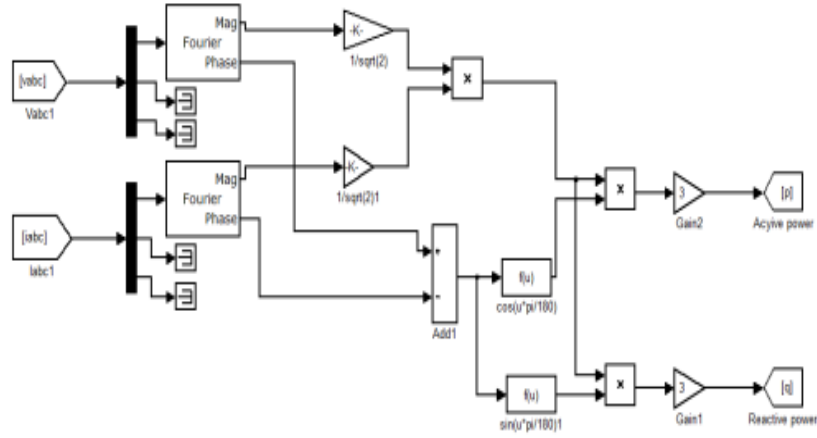 Mag
Fourier
Phase
-K-
1/sqrt(2)
[vabc]
Vabc1
x
Mag
Fourier
Phase
-K-
1/sqrt(2)1
x
3
[p]
Gain2
Acyive power
[iabc]
Iabc1
+
-
Add1
f(u)
cos(u*pi/180)
f(u)
sin(u*pi/180)1
x
3
[q]
Gain1
Reactive power